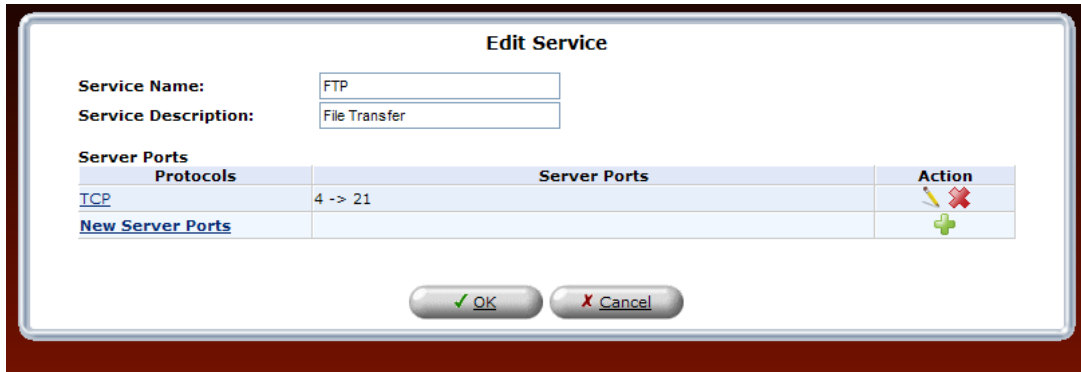 Edit Service
Service Name: FTP
Service Description: File Transfer
Server Ports
Protocols Server Ports Action
TCP 4 -> 21
New Server Ports
OK Cancel